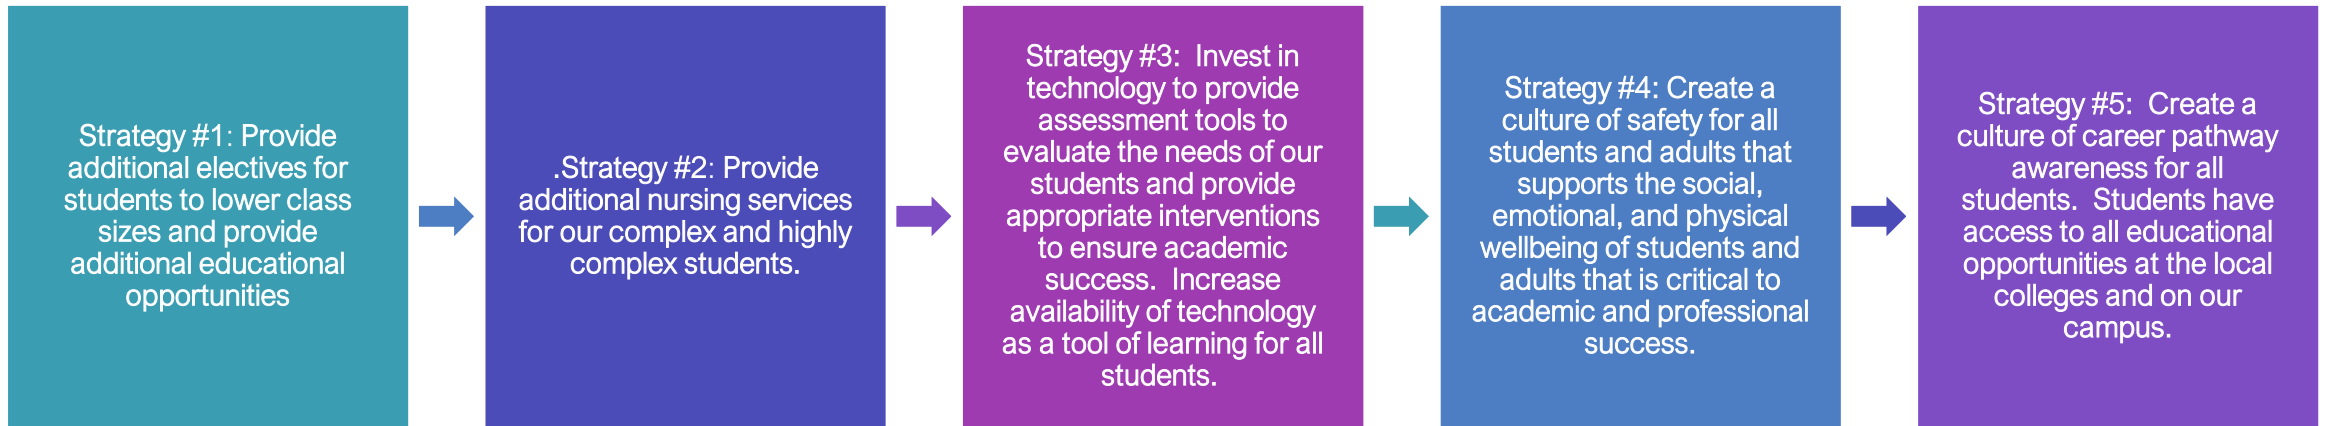 Strategy #1: Provide
additional electives for
students to lower class
sizes and provide
additional educational
opportunities
.Strategy #2: Provide
additional nursing services
for our complex and highly
complex students.
Strategy #3:  Invest in
technology to provide
assessment tools to
evaluate the needs of our
students and provide
appropriate interventions
to ensure academic
success.  Increase
availability of technology
as a tool of learning for all
students.
Strategy #4: Create a
culture of safety for all
students and adults that
supports the social,
emotional, and physical
wellbeing of students and
adults that is critical to
academic and professional
success.
Strategy #5:  Create a
culture of career pathway
awareness for all
students.  Students have
access to all educational
opportunities at the local
colleges and on our
campus.